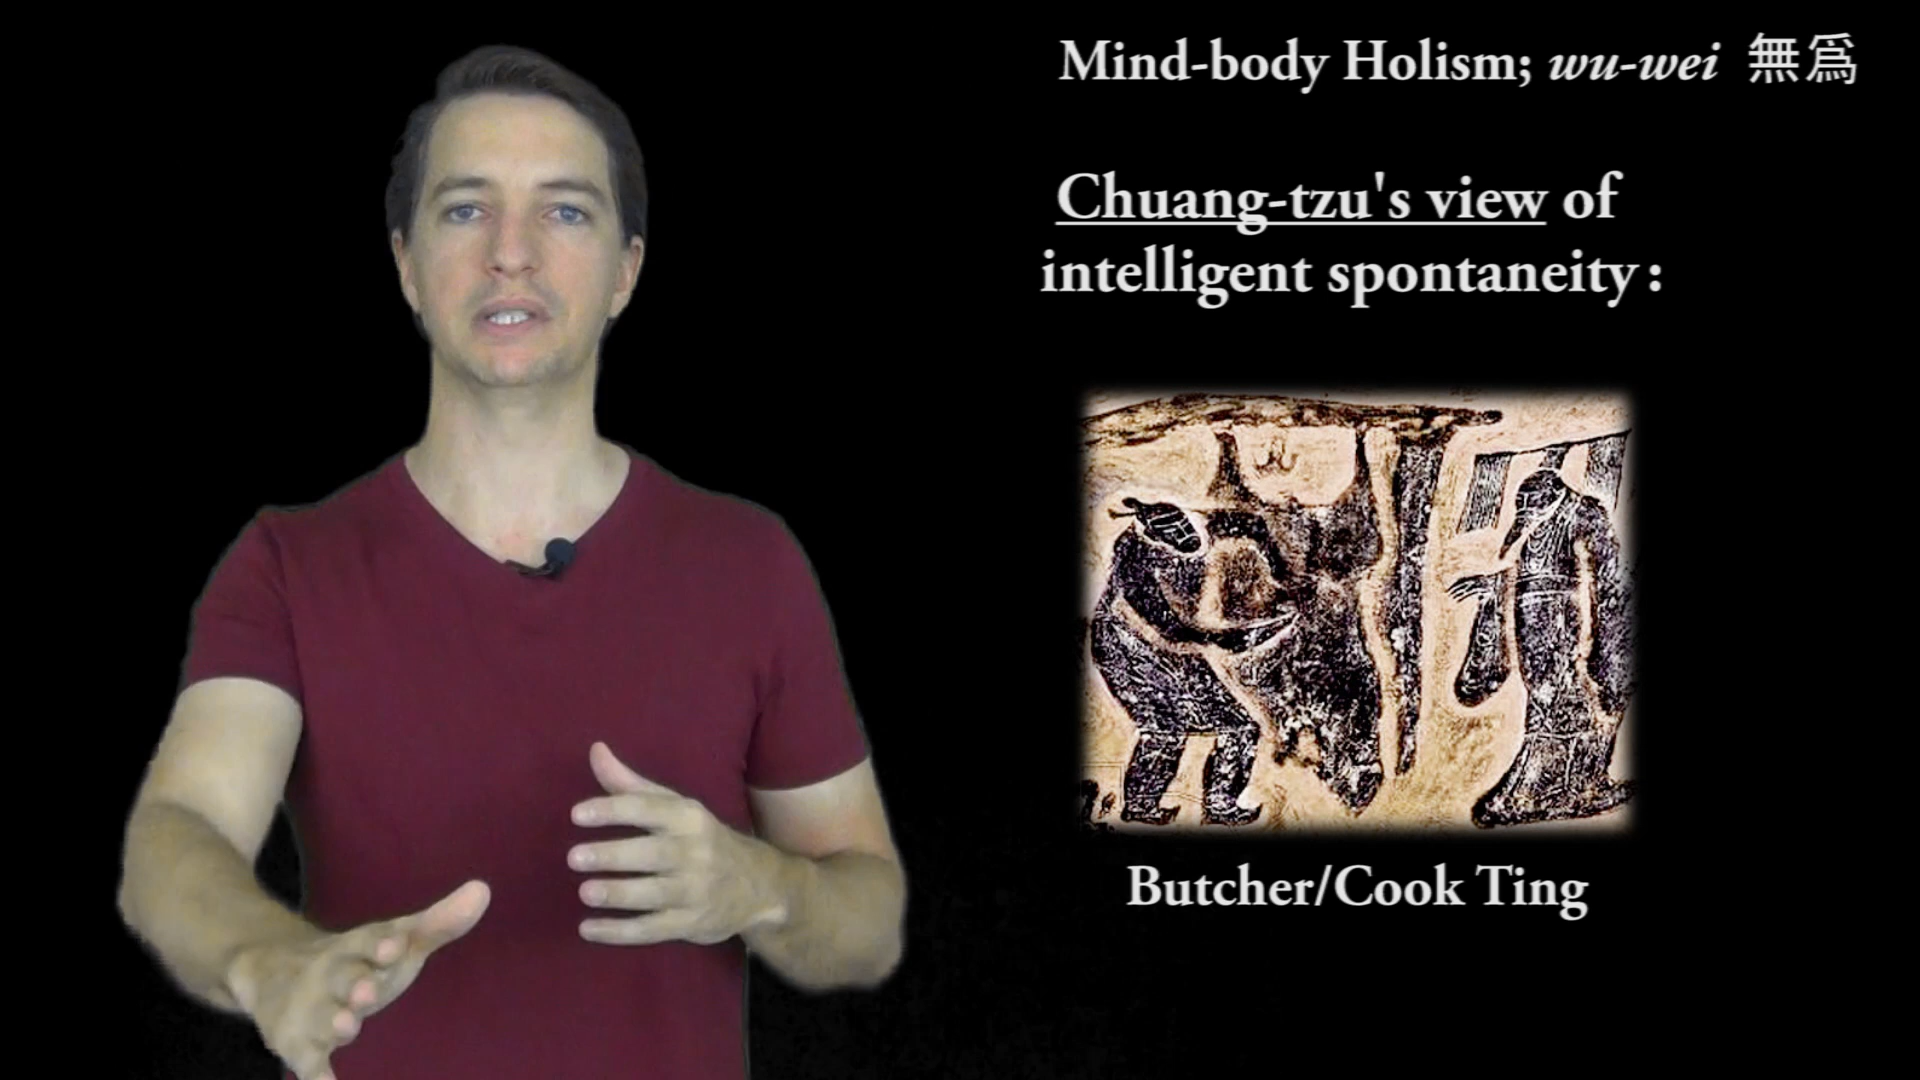 Mind-body Holism; wu-wei 無爲
Chuang-tzu's view of
intelligent spontaneity:
Butcher/Cook Ting